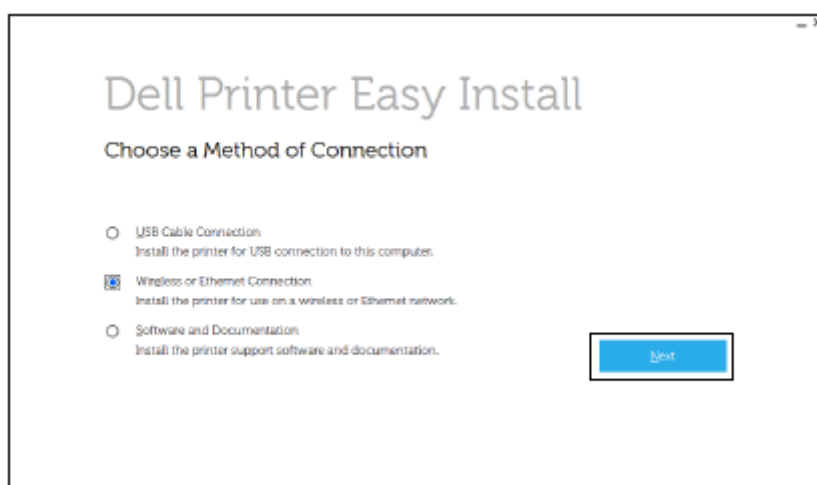 Dell Printer Easy Install
Choose a Method of Connection
USB Cable Connection
Install the printer for USB connection to this computer.
Wireless or Ethernet Connection
Install the printer for use on a wireless or Ethernet network.
Software and Documentation
Install the printer support software and documentation.
Next